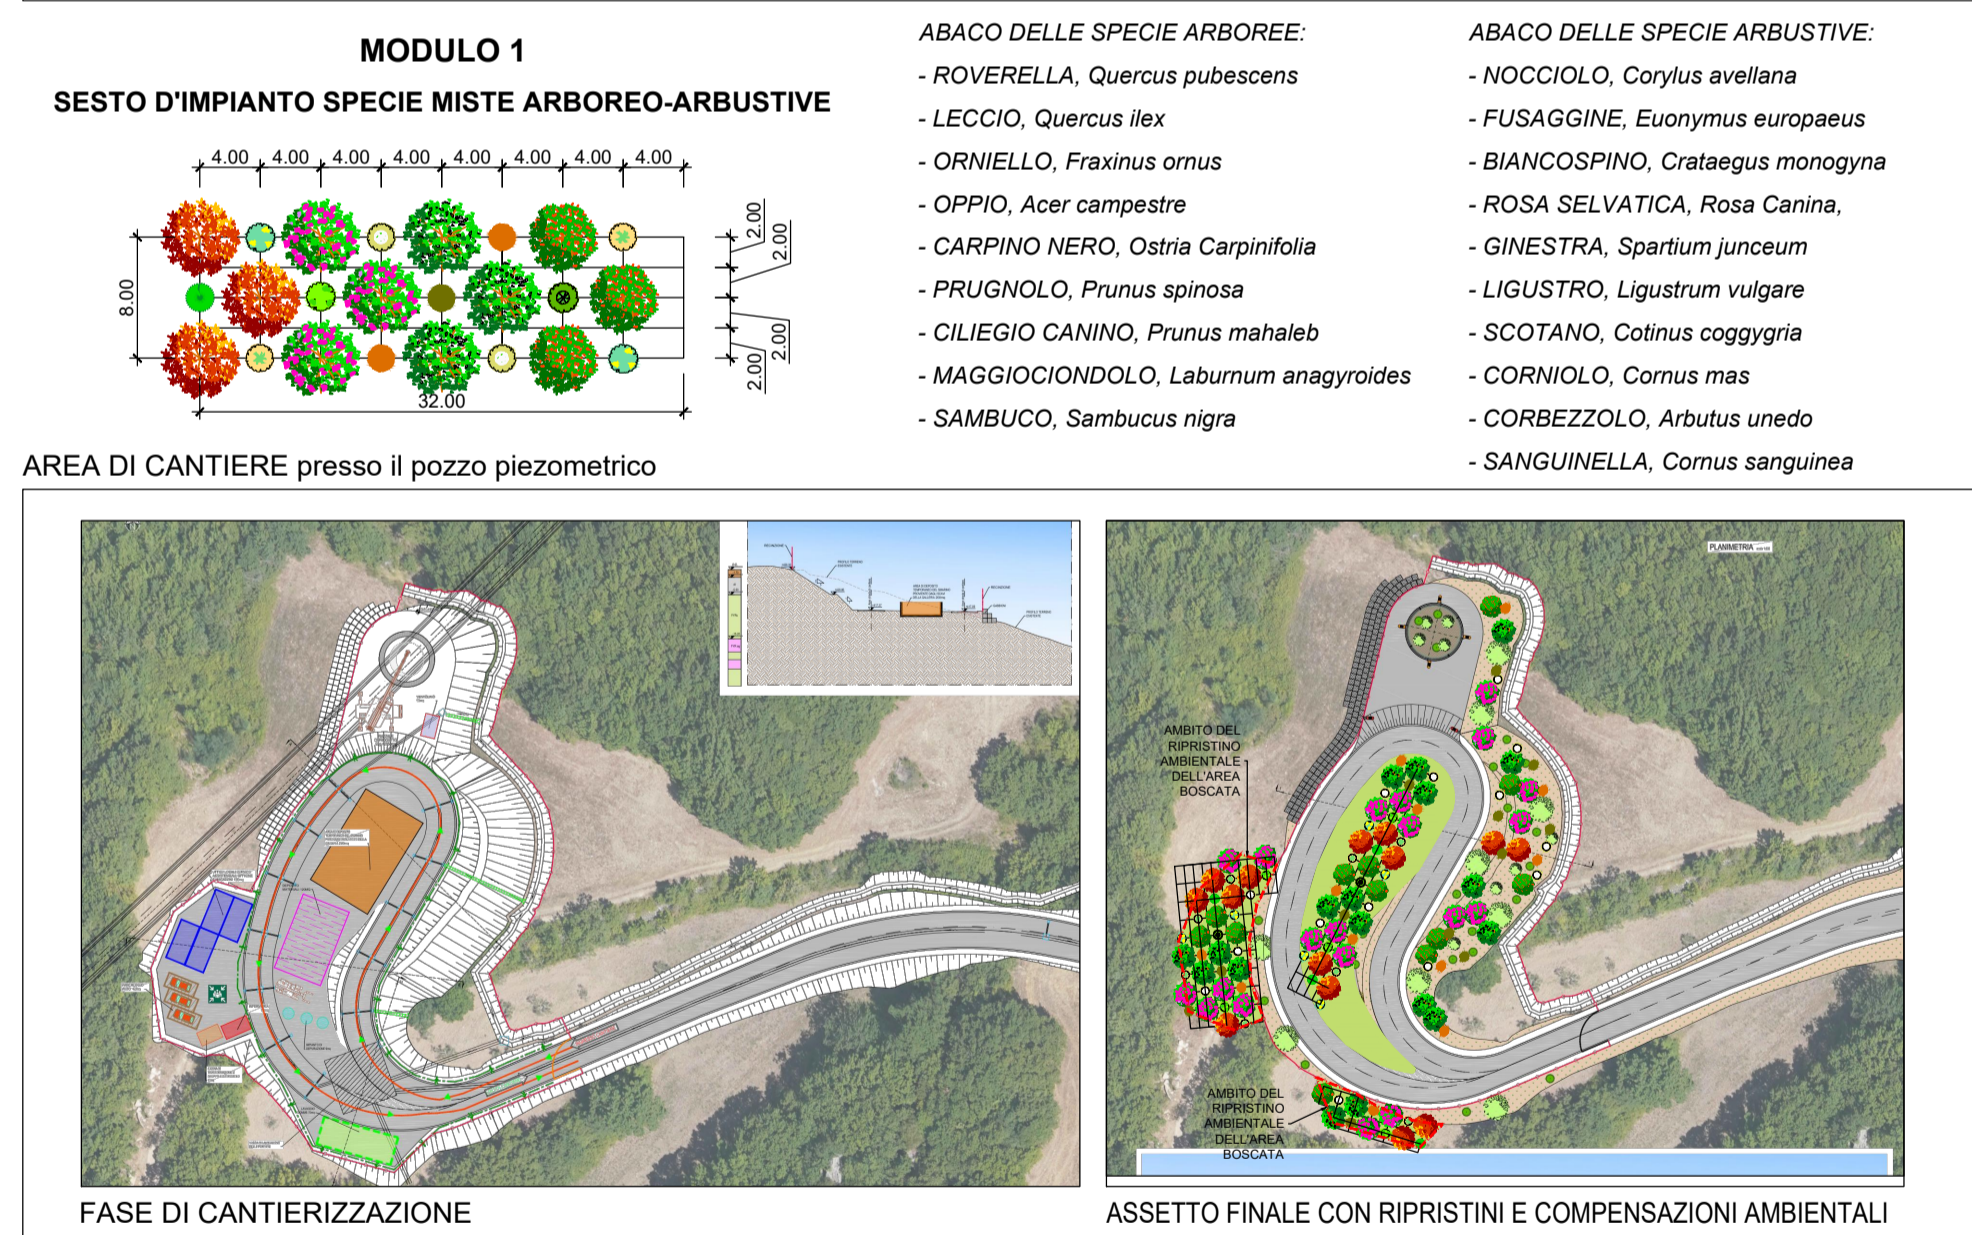 MODULO 1
SESTO D'IMPIANTO SPECIE MISTE ARBOREO-ARBUSTIVE
4.00 4.00 4.00 4.00 4.00 4.00 4.00 4.00
2.00
2.00
8.00
2.00
2.00
32.00
ABACO DELLE SPECIE ARBOREE:
- ROVERELLA, Quercus pubescens
- LECCIO, Quercus ilex
- ORNIELLO, Fraxinus ornus
- OPPIO, Acer campestre
- CARPINO NERO, Ostria Carpinifolia
- PRUGNOLO, Prunus spinosa
- CILIEGIO CANINO, Prunus mahaleb
- MAGGIOCIONDOLO, Laburnum anagyroides
- SAMBUCO, Sambucus nigra
ABACO DELLE SPECIE ARBUSTIVE:
- NOCCIOLO, Corylus avellana
- FUSAGGINE, Euonymus europaeus
- BIANCOSPINO, Crataegus monogyna
- ROSA SELVATICA, Rosa Canina,
- GINESTRA, Spartium junceum
- LIGUSTRO, Ligustrum vulgare
- SCOTANO, Cotinus coggygria
- CORNIOLO, Cornus mas
- CORBEZZOLO, Arbutus unedo
- SANGUINELLA, Cornus sanguinea
AREA DI CANTIERE presso il pozzo piezometrico
PLANIMETRIA
AMBITO DEL
RIPRISTINO
AMBIENTALE
DELL'AREA
BOSCATA
AMBITO DEL
RIPRISTINO
AMBIENTALE
DELL'AREA
BOSCATA
FASE DI CANTIERIZZAZIONE
ASSETTO FINALE CON RIPRISTINI E COMPENSAZIONI AMBIENTALI